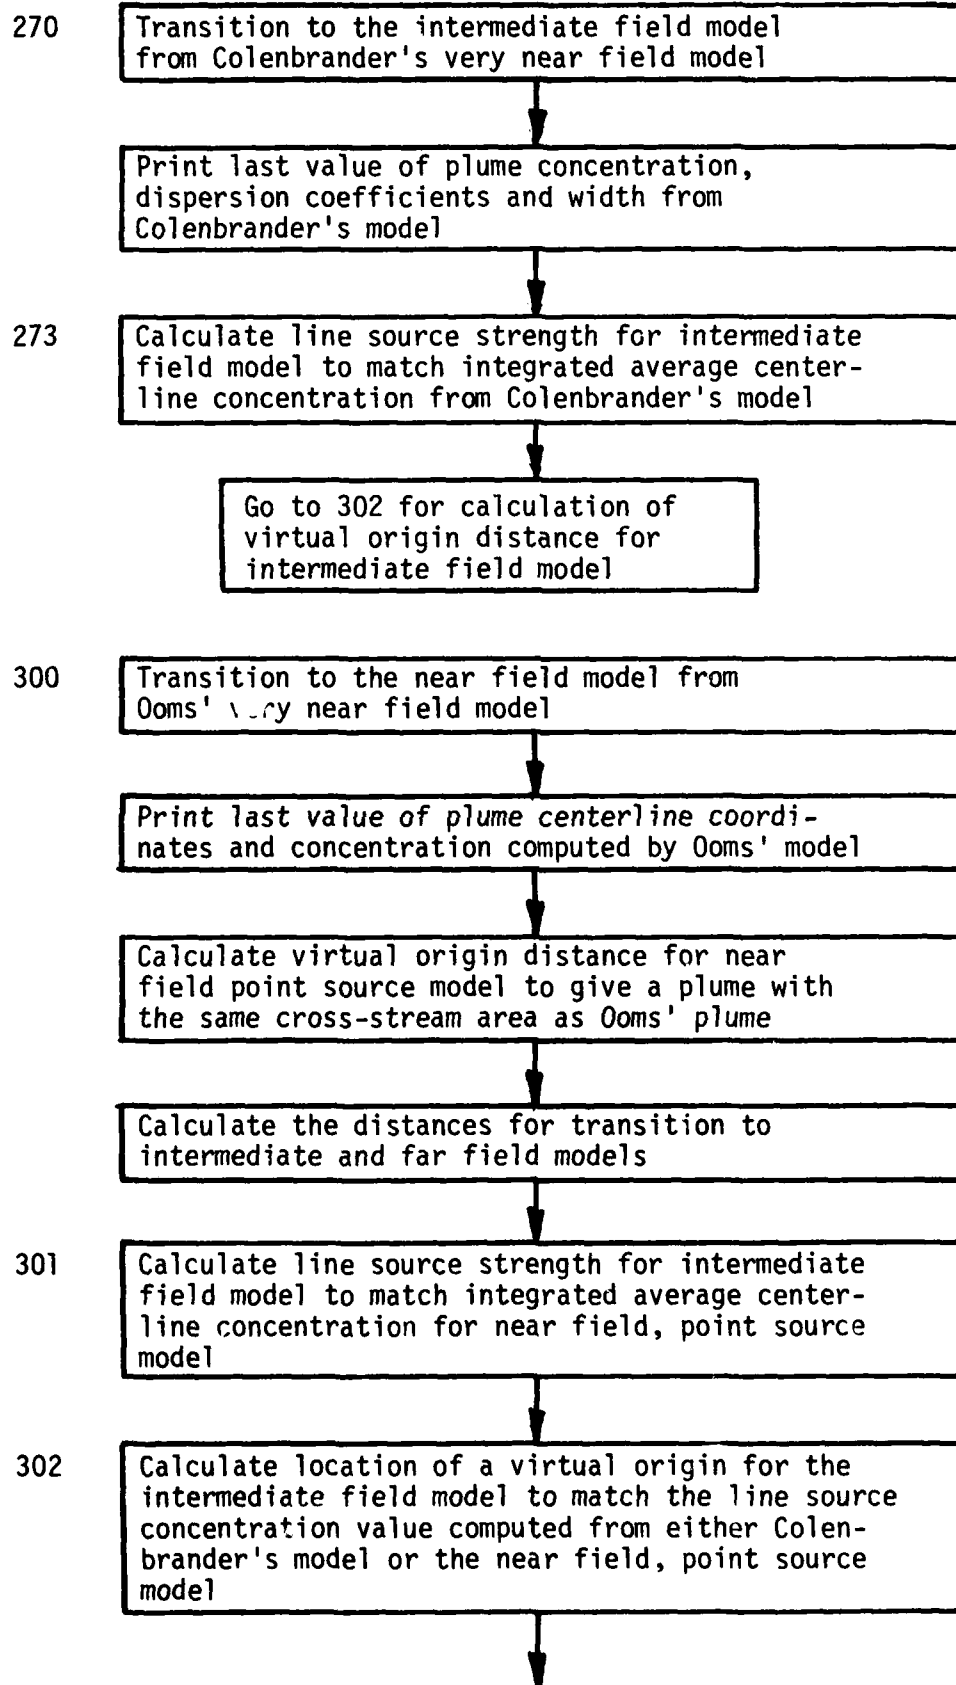 270
Transition to the intermediate field model
from Colenbrander's very near field model
Print last value of plume concentration,
dispersion coefficients and width from
Colenbrander's model
273
Calculate line source strength for intermediate
field model to match integrated average center-
line concentration from Colenbrander's model
Go to 302 for calculation of
virtual origin distance for
intermediate field model
300
Transition to the near field model from
Ooms' very near field model
Print last value of plume centerline coordi-
nates and concentration computed by Ooms' model
Calculate virtual origin distance for near
field point source model to give a plume with
the same cross-stream area as Ooms' plume
Calculate the distances for transition to
intermediate and far field models
301
Calculate line source strength for intermediate
field model to match integrated average center-
line concentration for near field, point source
model
302
Calculate location of a virtual origin for the
intermediate field model to match the line source
concentration value computed from either Colen-
brander's model or the near field, point source
model